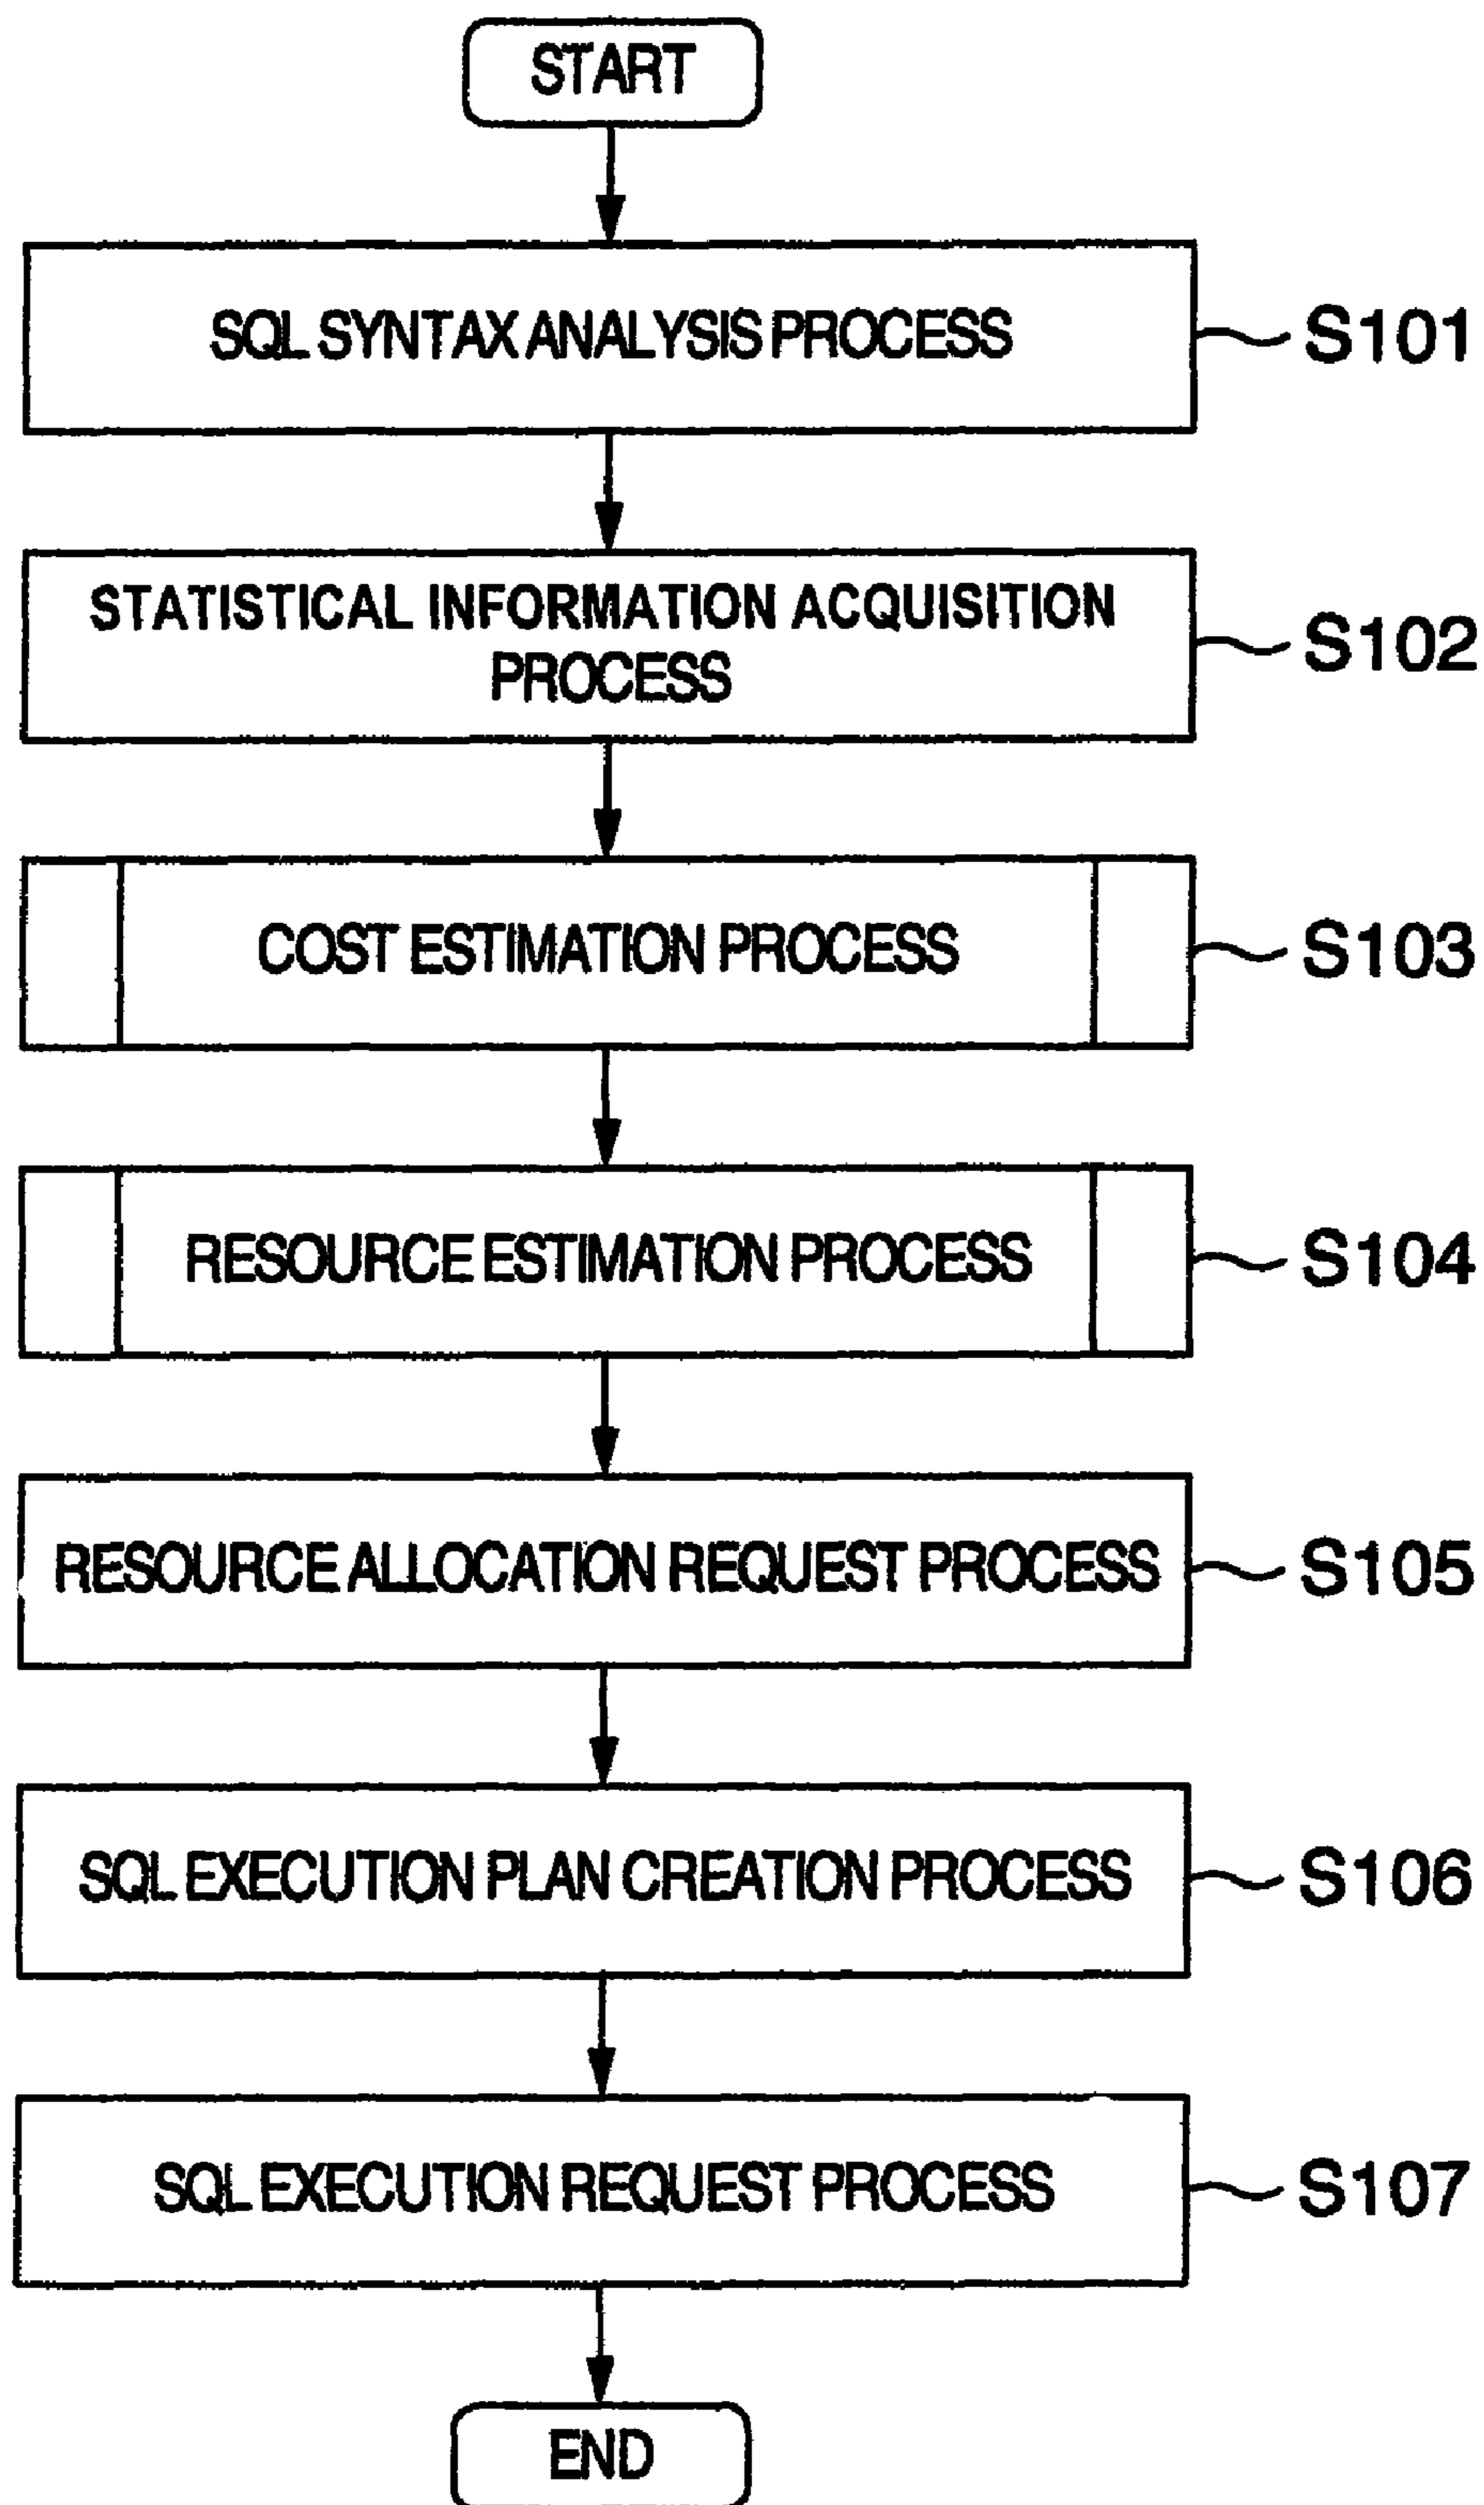 START
SQL SYNTAX ANALYSIS PROCESS
S101
STATISTICAL INFORMATION ACQUISITION
PROCESS
S102
COST ESTIMATION PROCESS
S103
RESOURCE ESTIMATION PROCESS
S104
RESOURCE ALLOCATION REQUEST PROCESS
S105
SQL EXECUTION PLAN CREATION PROCESS
S106
SQL EXECUTION REQUEST PROCESS
S107
END